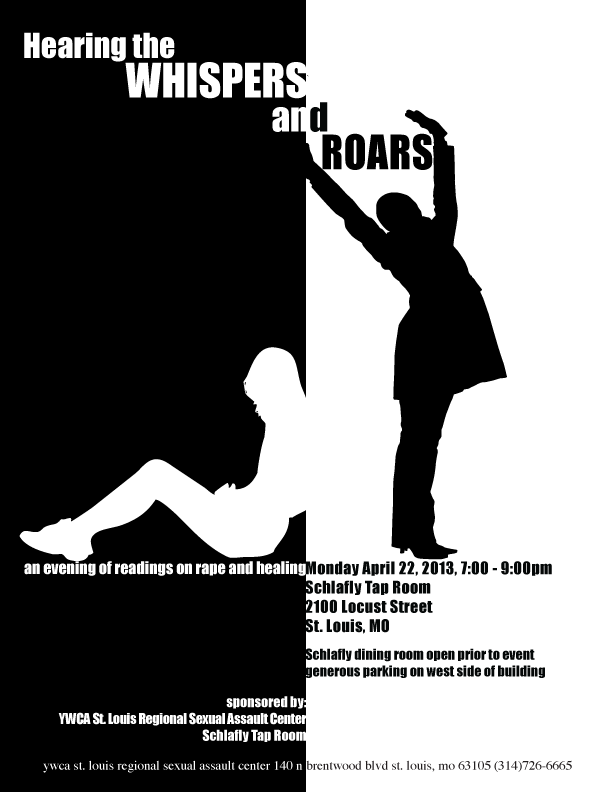 Hearing the
WHISPERS
and
ROARS
an evening of readings on rape and healing
Monday April 22, 2013, 7:00 - 9:00pm
Schlafly Tap Room
2100 Locust Street
St. Louis, MO
Schlafly dining room open prior to event
generous parking on west side of building
sponsored by:
YWCA St. Louis Regional Sexual Assault Center
Schlafly Tap Room
ywca st. louis regional sexual assault center 140 n brentwood blvd st. louis, mo 63105 (314)726-6665